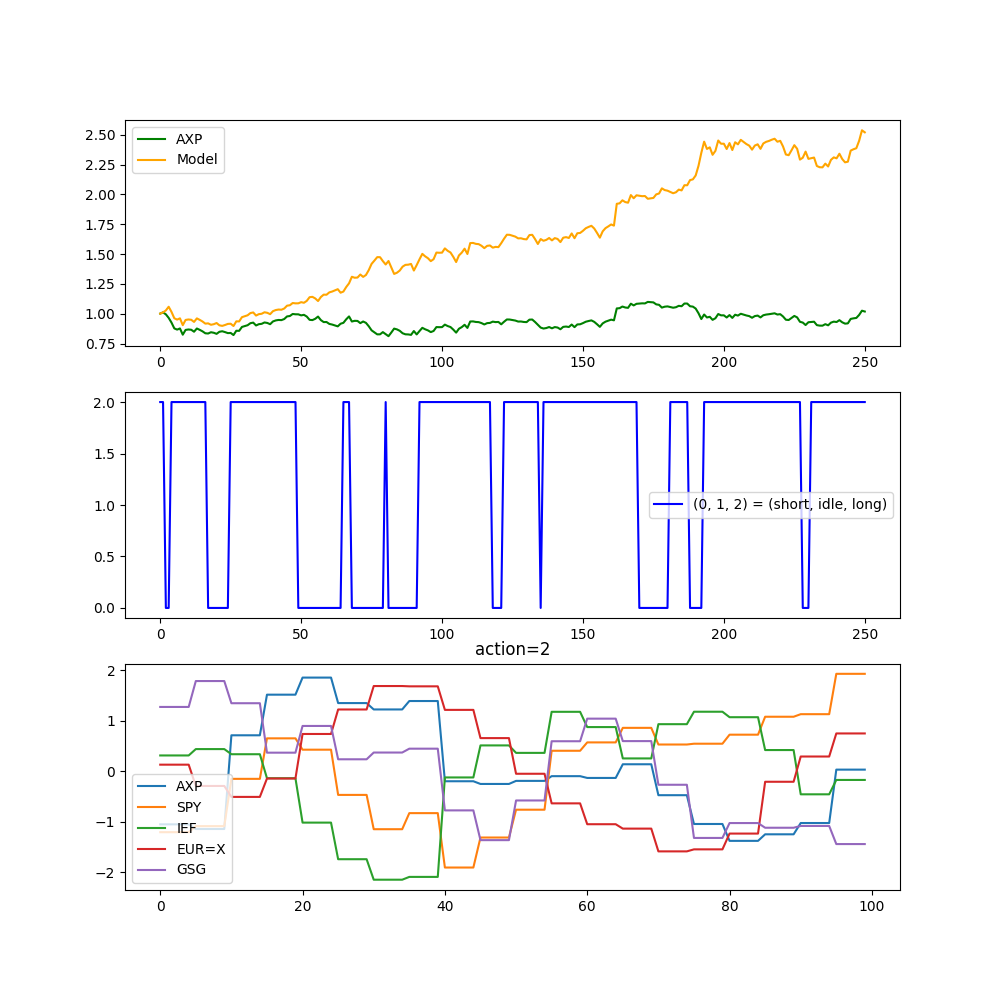 2.50
2.25
2.00
1.75
1.50
1.25
1.00
0.75
AXP
Model
0 50 100 150 200 250
2.0
1.5
1.0
0.5
0.0
(0, 1, 2) = (short, idle, long)
0 50 100 150 200 250
action=2
2
1
0
−1
−2
AXP
SPY
IEF
EUR=X
GSG
0 20 40 60 80 100